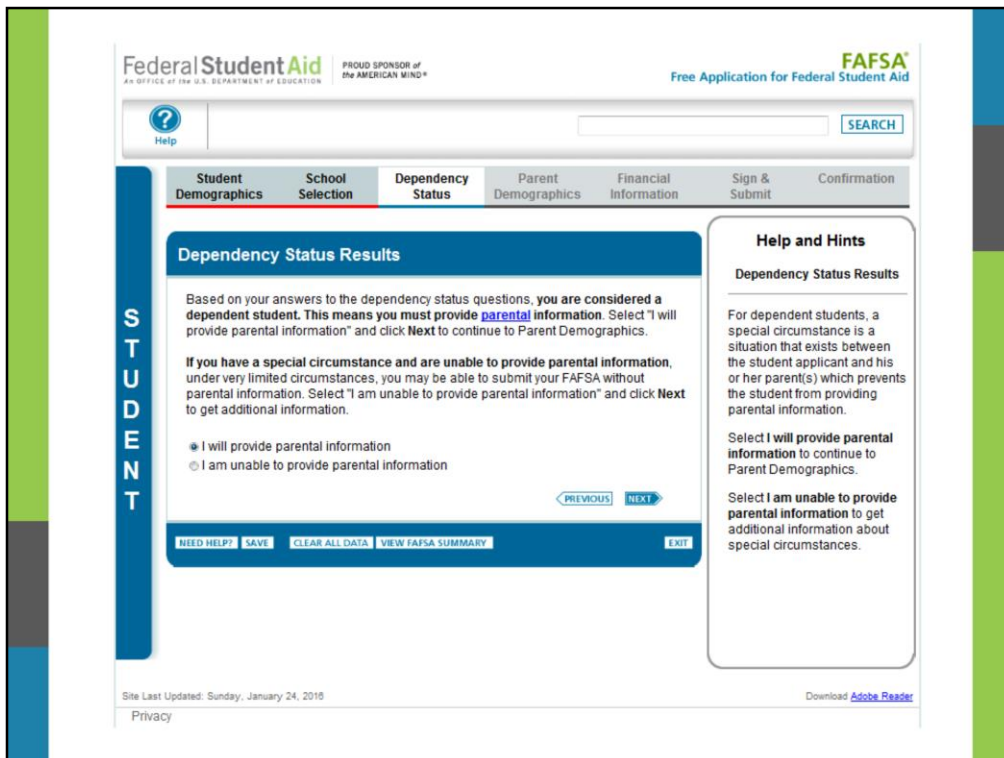 Federal Student Aid
An OFFICE of the U.S. DEPARTMENT of EDUCATION
PROUD SPONSOR of
the AMERICAN MIND®
FAFSA®
Free Application for Federal Student Aid
?
Help
SEARCH
Student Demographics
School Selection
Dependency Status
Parent Demographics
Financial Information
Sign & Submit
Confirmation
STUDENT
Dependency Status Results
Based on your answers to the dependency status questions, you are considered a
dependent student. This means you must provide parental information. Select "I will
provide parental information" and click Next to continue to Parent Demographics.
If you have a special circumstance and are unable to provide parental information,
under very limited circumstances, you may be able to submit your FAFSA without
parental information. Select "I am unable to provide parental information" and click Next
to get additional information.
I will provide parental information
I am unable to provide parental information
PREVIOUS NEXT
NEED HELP? SAVE CLEAR ALL DATA VIEW FAFSA SUMMARY EXIT
Help and Hints
Dependency Status Results
For dependent students, a
special circumstance is a
situation that exists between
the student applicant and his
or her parent(s) which prevents
the student from providing
parental information.
Select I will provide parental
information to continue to
Parent Demographics.
Select I am unable to provide
parental information to get
additional information about
special circumstances.
Site Last Updated: Sunday, January 24, 2016
Download Adobe Reader
Privacy